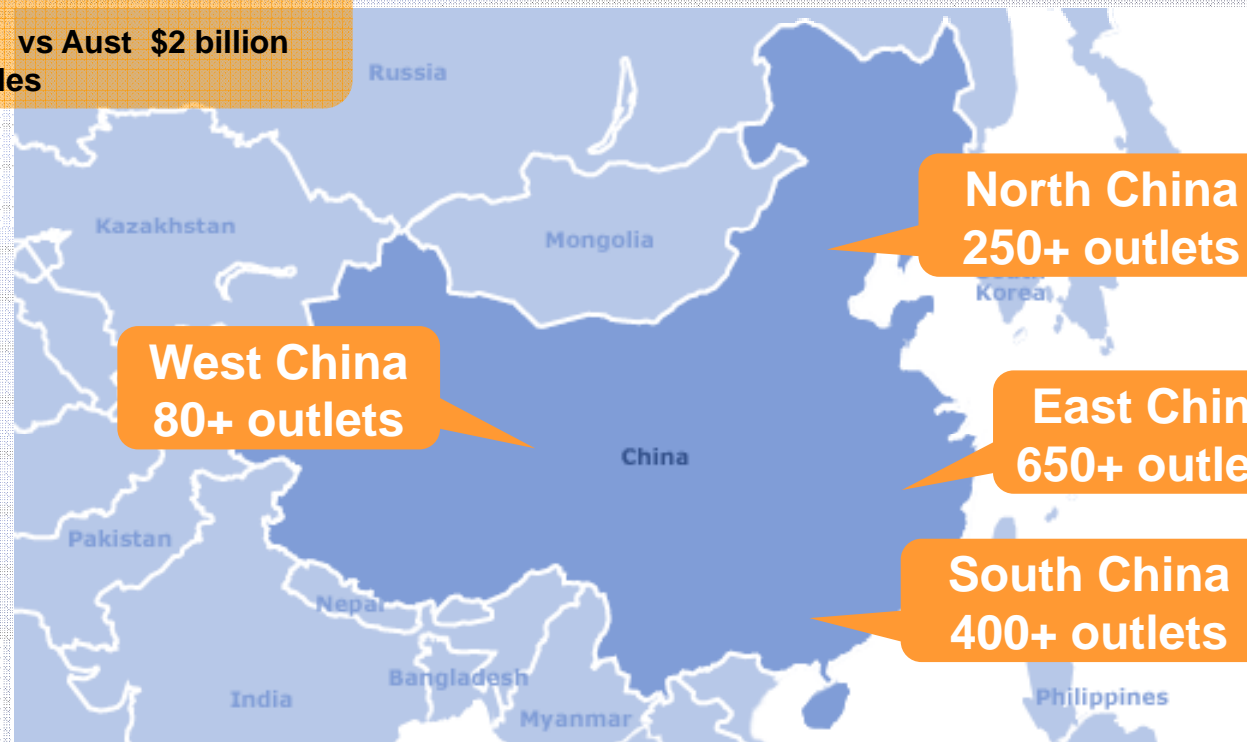 vs Aust $2 billion
les
Russia
Kazakhstan
Mongolia
North China
250+ outlets
Korea
West China
80+ outlets
East Chin
650+ outle
China
Pakistan
South China
400+ outlets
Nepal
Bangladesh
India
Myanmar
Philippines